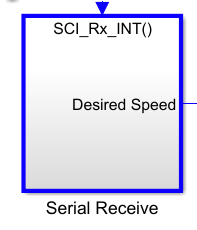 SCI_Rx_INT()
Desired Speed
Serial Receive